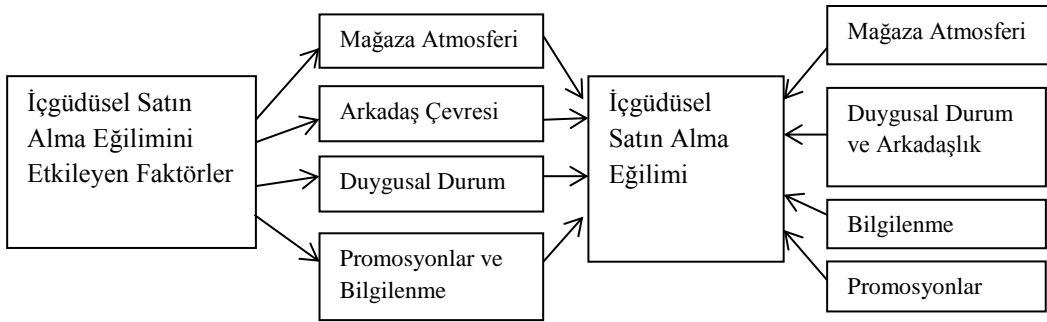 İçgüdüsel Satın
Alma Eğilimini
Etkileyen Faktörler
Mağaza Atmosferi
Arkadaş Çevresi
Duygusal Durum
Promosyonlar ve
Bilgilenme
İçgüdüsel
Satın Alma
Eğilimi
Mağaza Atmosferi
Duygusal Durum
ve Arkadaşlık
Bilgilenme
Promosyonlar